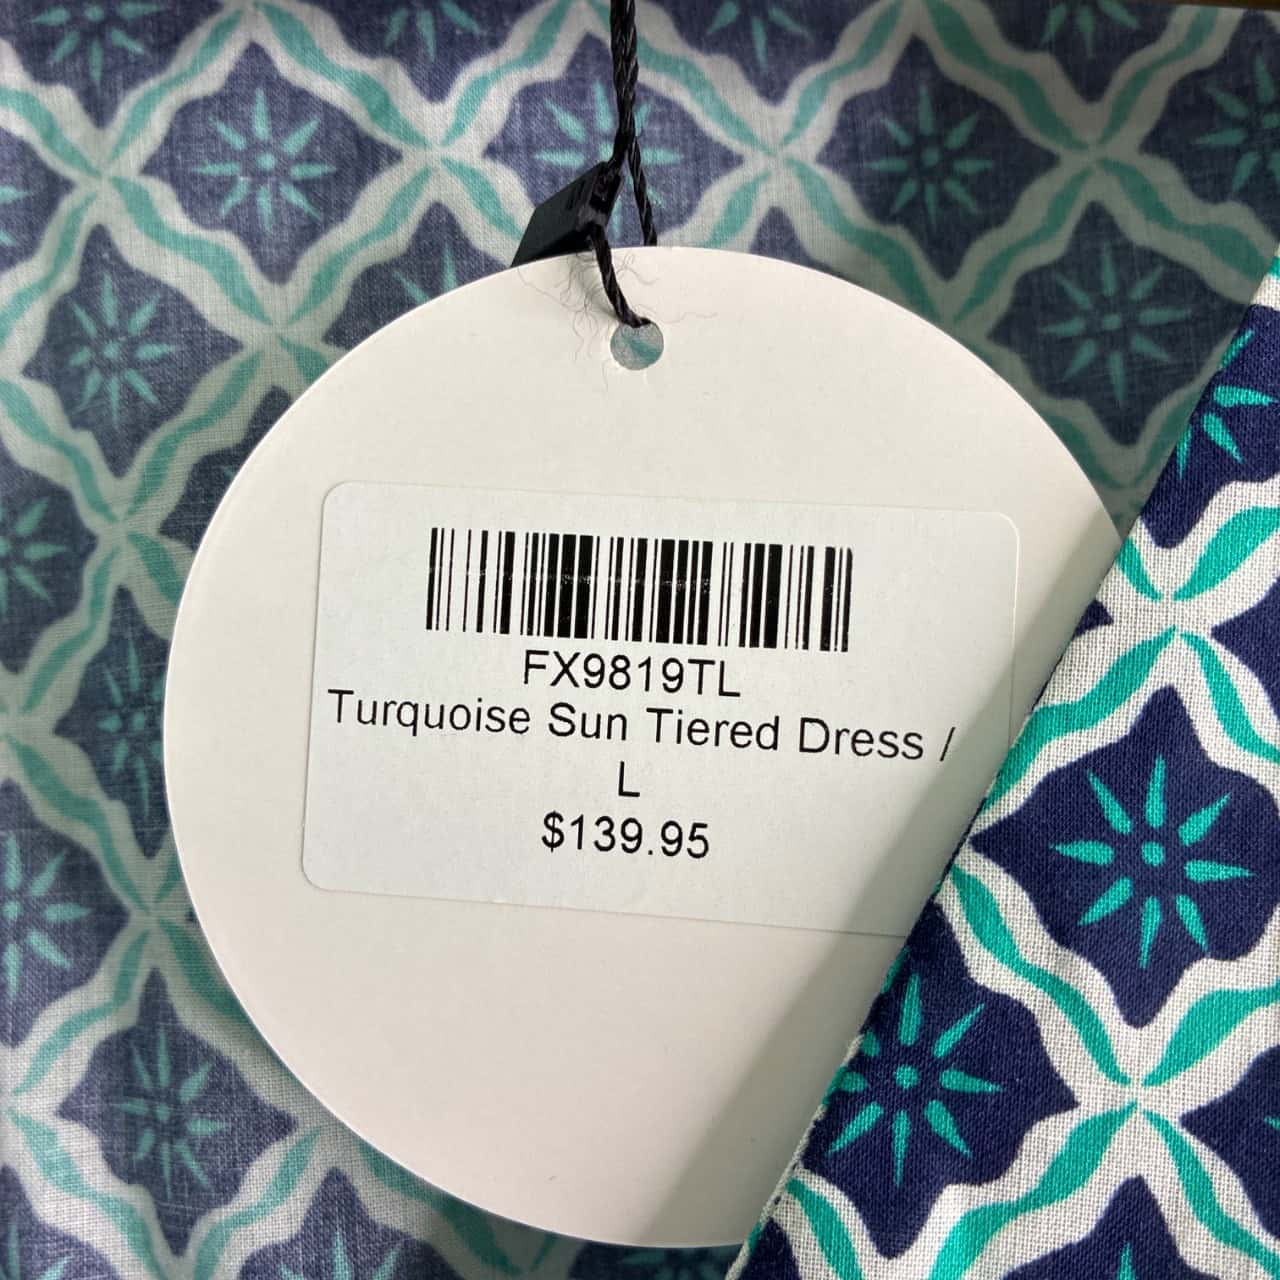 FX9819TL
Turquoise Sun Tiered Dress /
L
$139.95